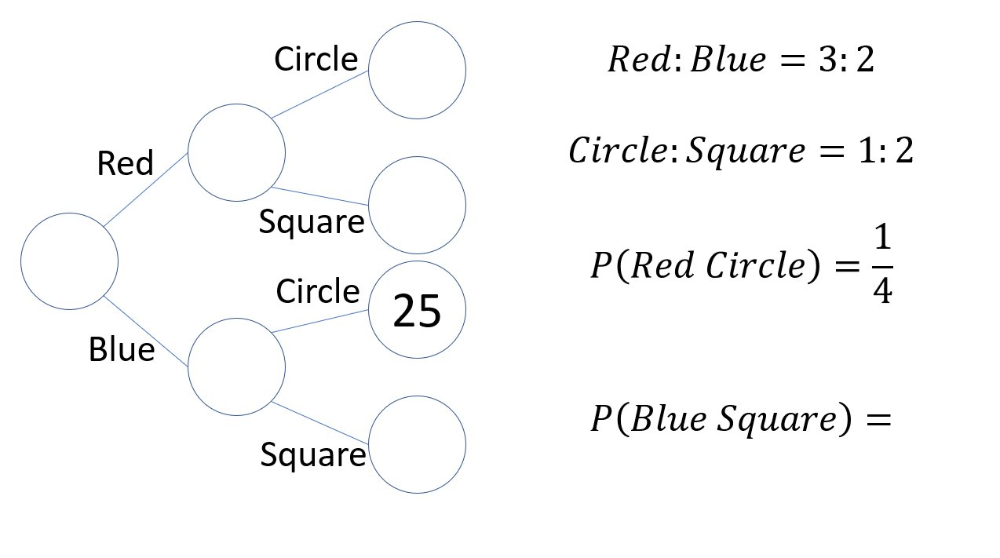 Circle
Red
Square
Circle
25
Blue
Square
Red: Blue = 3: 2
Circle: Square = 1: 2
P(Red Circle) = 1/4
P(Blue Square) =